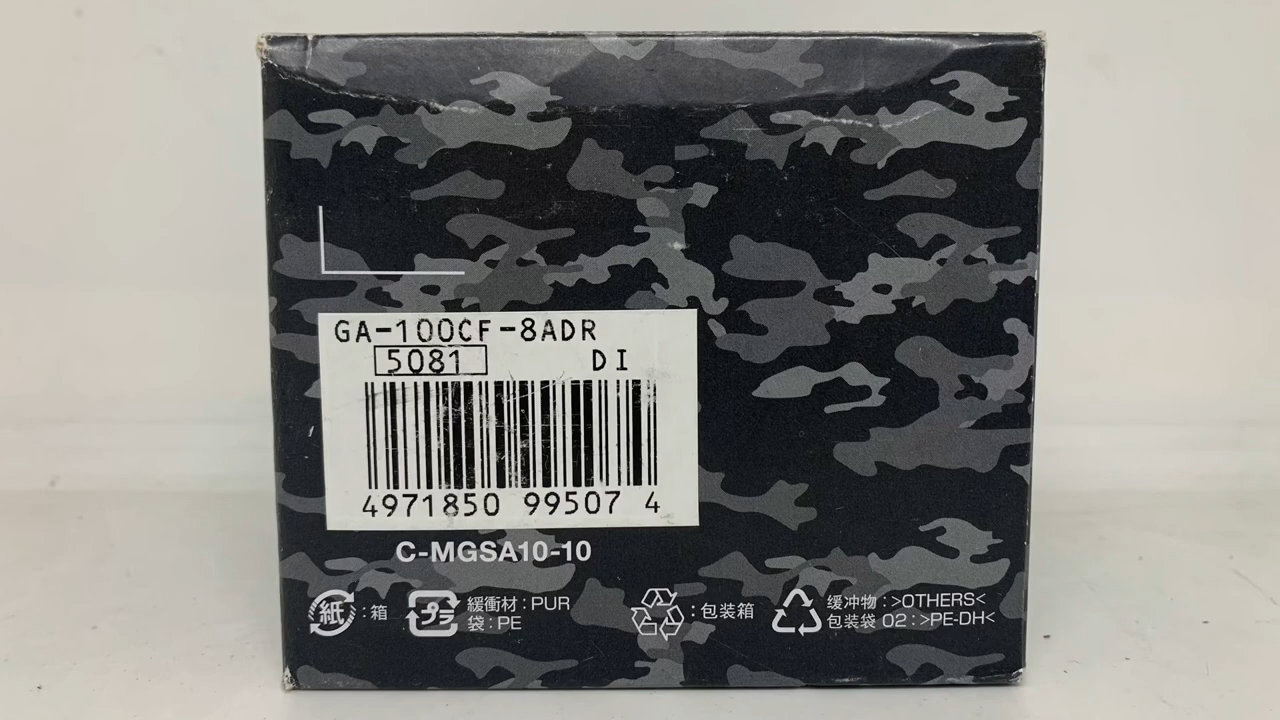 GA-100CF-8ADR
5081 DI
4971850 99507 4
C-MGSA10-10
紙 : 箱
プラ 緩衝材 : PUR
袋 : PE
: 包装箱
缓冲物 : >OTHERS<
包装袋 02 : >PE-DH<